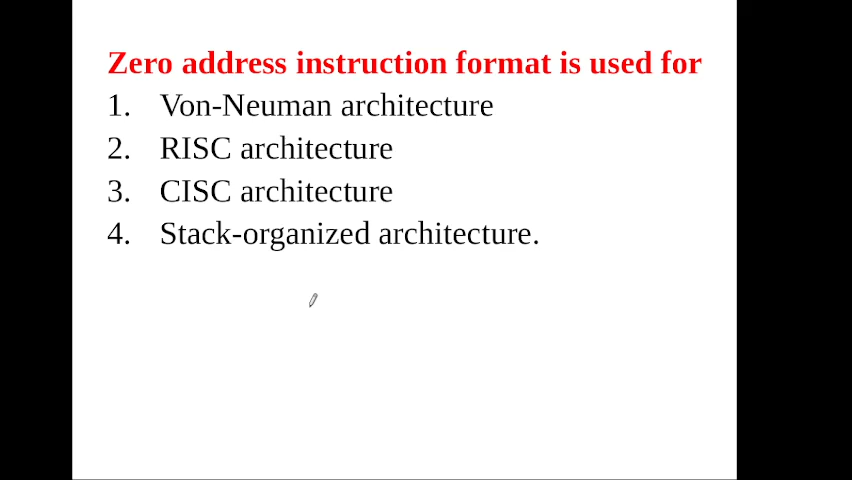 Zero address instruction format is used for
1. Von-Neuman architecture
2. RISC architecture
3. CISC architecture
4. Stack-organized architecture.